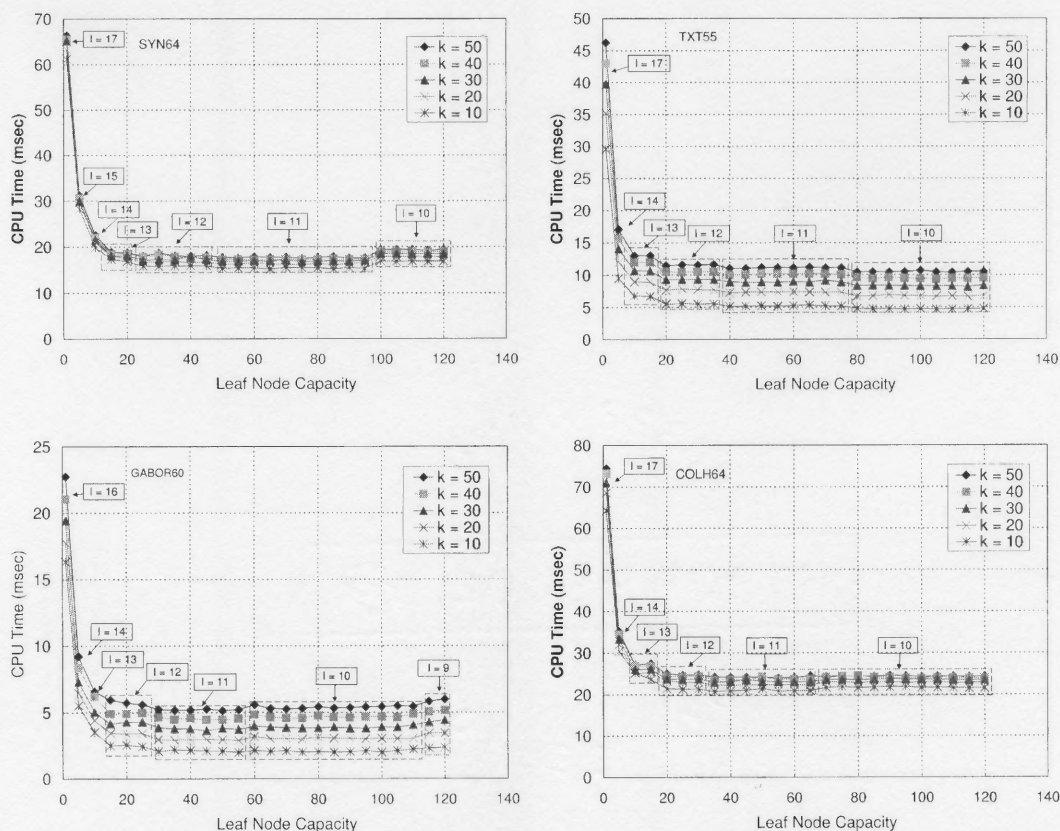 SYN64
CPU Time (msec)
70
60
50
40
30
20
10
0
l = 17
l = 15
l = 14
l = 13
l = 12
l = 11
l = 10
k = 50
k = 40
k = 30
k = 20
k = 10
0 20 40 60 80 100 120 140
Leaf Node Capacity
TXT55
CPU Time (msec)
50
45
40
35
30
25
20
15
10
5
0
l = 17
l = 14
l = 13
l = 12
l = 11
l = 10
k = 50
k = 40
k = 30
k = 20
k = 10
0 20 40 60 80 100 120 140
Leaf Node Capacity
GABOR60
CPU Time (msec)
25
20
15
10
5
0
l = 16
l = 14
l = 13
l = 12
l = 11
l = 10
l = 9
k = 50
k = 40
k = 30
k = 20
k = 10
0 20 40 60 80 100 120 140
Leaf Node Capacity
COLH64
CPU Time (msec)
80
70
60
50
40
30
20
10
0
l = 17
l = 14
l = 13
l = 12
l = 11
l = 10
k = 50
k = 40
k = 30
k = 20
k = 10
0 20 40 60 80 100 120 140
Leaf Node Capacity